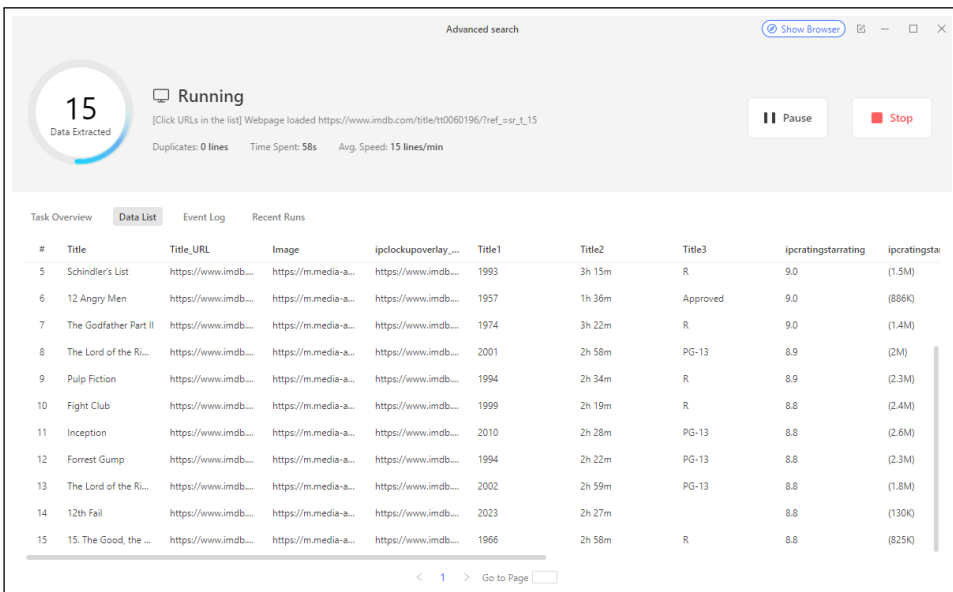 Advanced search
Show Browser
15
Data Extracted
Running
[Click URLs in the list] Webpage loaded https://www.imdb.com/title/tt0060196/?ref_=sr_t_15
Duplicates: 0 lines Time Spent: 58s Avg. Speed: 15 lines/min
Pause
Stop
Task Overview Data List Event Log Recent Runs
# Title Title_URL Image ipclockupoverlay_... Title1 Title2 Title3 ipcratingstarrating ipcratingstar
5 Schindler's List https://www.imdb.... https://m.media-a... https://www.imdb.... 1993 3h 15m R 9.0 (1.5M)
6 12 Angry Men https://www.imdb.... https://m.media-a... https://www.imdb.... 1957 1h 36m Approved 9.0 (886K)
7 The Godfather Part II https://www.imdb.... https://m.media-a... https://www.imdb.... 1974 3h 22m R 9.0 (1.4M)
8 The Lord of the Ri... https://www.imdb.... https://m.media-a... https://www.imdb.... 2001 2h 58m PG-13 8.9 (2M)
9 Pulp Fiction https://www.imdb.... https://m.media-a... https://www.imdb.... 1994 2h 34m R 8.9 (2.3M)
10 Fight Club https://www.imdb.... https://m.media-a... https://www.imdb.... 1999 2h 19m R 8.8 (2.4M)
11 Inception https://www.imdb.... https://m.media-a... https://www.imdb.... 2010 2h 28m PG-13 8.8 (2.6M)
12 Forrest Gump https://www.imdb.... https://m.media-a... https://www.imdb.... 1994 2h 22m PG-13 8.8 (2.3M)
13 The Lord of the Ri... https://www.imdb.... https://m.media-a... https://www.imdb.... 2002 2h 59m PG-13 8.8 (1.8M)
14 12th Fail https://www.imdb.... https://m.media-a... https://www.imdb.... 2023 2h 27m 8.8 (130K)
15 15. The Good, the ... https://www.imdb.... https://m.media-a... https://www.imdb.... 1966 2h 58m R 8.8 (825K)
< 1 > Go to Page